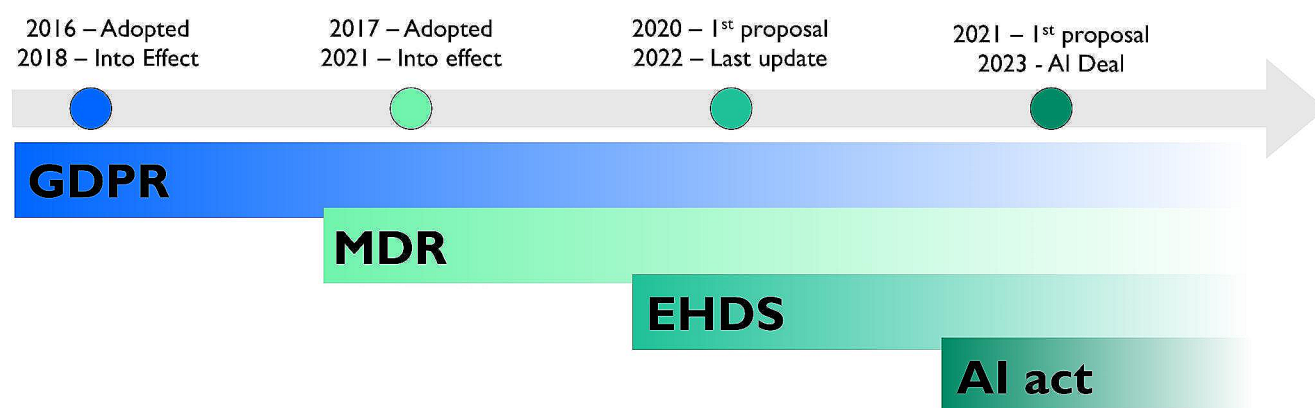 2016 – Adopted
2018 – Into Effect
2017 – Adopted
2021 – Into effect
2020 – 1st proposal
2022 – Last update
2021 – 1st proposal
2023 - AI Deal
GDPR
MDR
EHDS
AI act